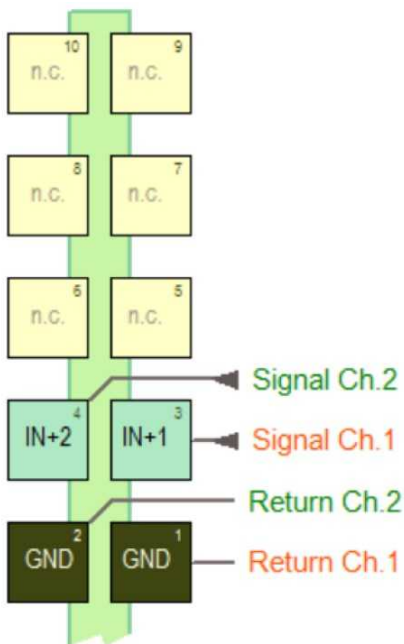 10 9
n.c. n.c.
8 7
n.c. n.c.
6 5
n.c. n.c.
Signal Ch.2
4 3
IN+2 IN+1 Signal Ch.1
Return Ch.2
2 1
GND GND Return Ch.1